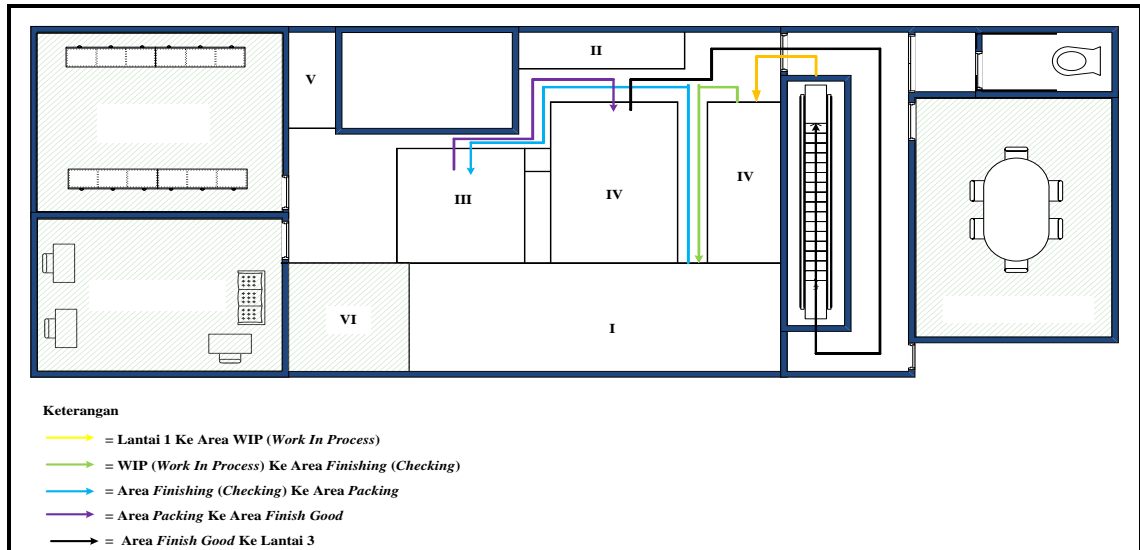 II
V
III
IV
IV
VI
I
Keterangan
= Lantai 1 Ke Area WIP (Work In Process)
= WIP (Work In Process) Ke Area Finishing (Checking)
= Area Finishing (Checking) Ke Area Packing
= Area Packing Ke Area Finish Good
= Area Finish Good Ke Lantai 3